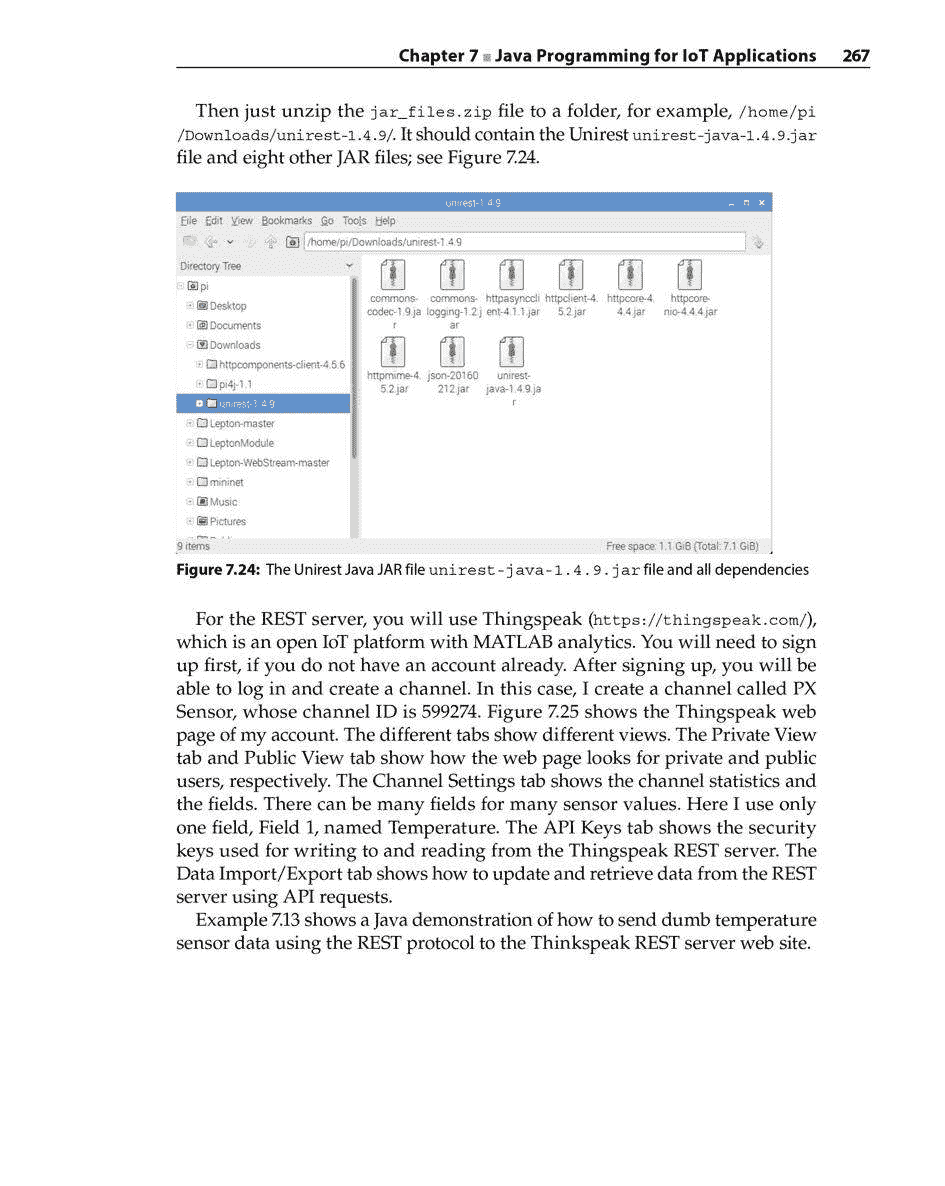 Chapter 7 ■ Java Programming for IoT Applications 267
Then just unzip the jar_files.zip file to a folder, for example, /home/pi
/Downloads/unirest-1.4.9/. It should contain the Unirest unirest-java-1.4.9.jar
file and eight other JAR files; see Figure 7.24.
unirest-1.4.9
File Edit View Bookmarks Go Tools Help
/home/pi/Downloads/unirest-1.4.9
Directory Tree
pi
Desktop
Documents
Downloads
httpcomponents-client-4.5.6
pi4j-1.1
unirest-1.4.9
Lepton-master
LeptonModule
Lepton-WebStream-master
mininet
Music
Pictures
commons- commons- httpasynccli httpclient-4. httpcore-4. httpcore-
codec-1.9.ja logging-1.2.j ent-4.1.1.jar 5.2.jar 4.4.jar nio-4.4.4.jar
r ar
httpmime-4. json-20160 unirest-
5.2.jar 212.jar java-1.4.9.ja
r
9 items Free space: 1.1 GiB (Total: 7.1 GiB)
Figure 7.24: The Unirest Java JAR file unirest-java-1.4.9.jar file and all dependencies
For the REST server, you will use Thingspeak (https://thingspeak.com/),
which is an open IoT platform with MATLAB analytics. You will need to sign
up first, if you do not have an account already. After signing up, you will be
able to log in and create a channel. In this case, I create a channel called PX
Sensor, whose channel ID is 599274. Figure 7.25 shows the Thingspeak web
page of my account. The different tabs show different views. The Private View
tab and Public View tab show how the web page looks for private and public
users, respectively. The Channel Settings tab shows the channel statistics and
the fields. There can be many fields for many sensor values. Here I use only
one field, Field 1, named Temperature. The API Keys tab shows the security
keys used for writing to and reading from the Thingspeak REST server. The
Data Import/Export tab shows how to update and retrieve data from the REST
server using API requests.
Example 7.13 shows a Java demonstration of how to send dumb temperature
sensor data using the REST protocol to the Thinkspeak REST server web site.